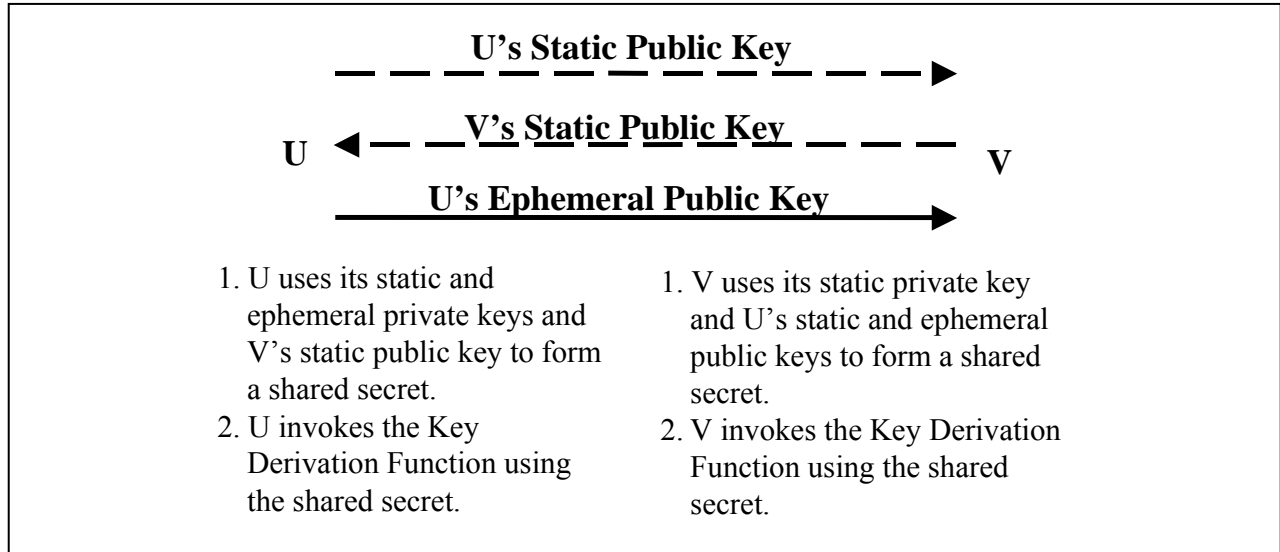 U’s Static Public Key
V’s Static Public Key
U
V
U’s Ephemeral Public Key
1. U uses its static and
ephemeral private keys and
V’s static public key to form
a shared secret.
2. U invokes the Key
Derivation Function using
the shared secret.
1. V uses its static private key
and U’s static and ephemeral
public keys to form a shared
secret.
2. V invokes the Key Derivation
Function using the shared
secret.